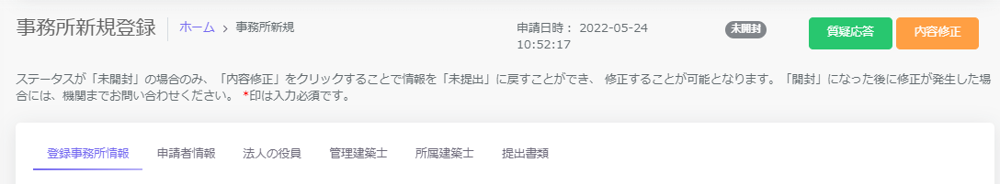 事務所新規登録 ホーム > 事務所新規 申請日時： 2022-05-24 未開封 質疑応答 内容修正
10:52:17
ステータスが「未開封」の場合のみ、「内容修正」をクリックすることで情報を「未提出」に戻すことができ、 修正することが可能となります。「開封」になった後に修正が発生した場
合には、機関までお問い合わせください。 *印は入力必須です。
登録事務所情報 申請者情報 法人の役員 管理建築士 所属建築士 提出書類